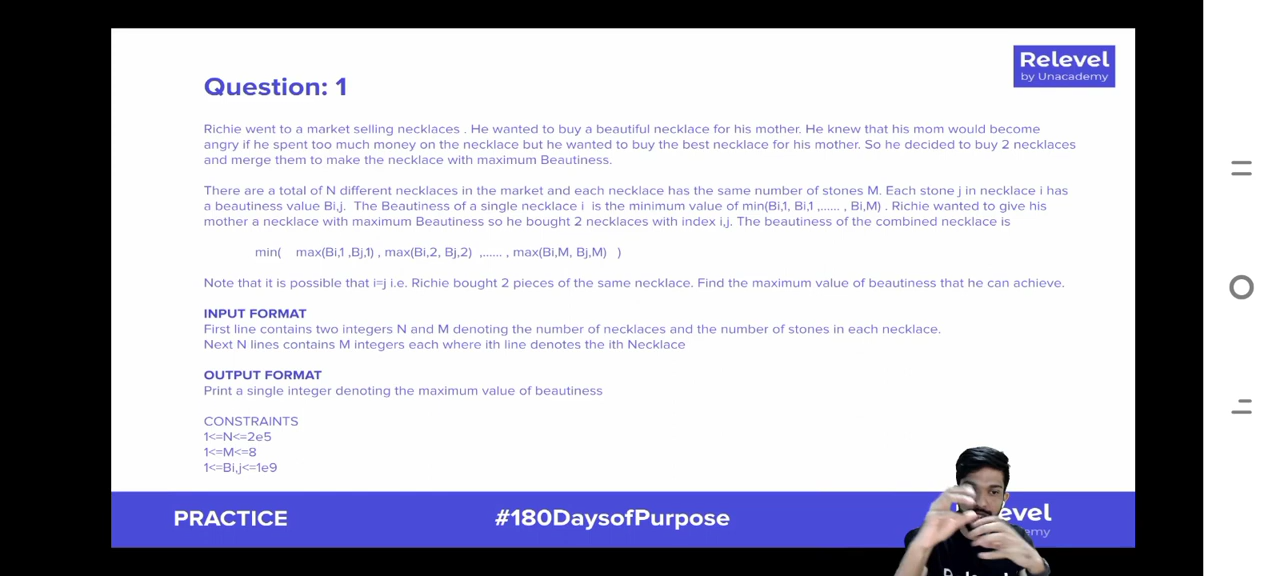 Relevel
by Unacademy
Question: 1
Richie went to a market selling necklaces . He wanted to buy a beautiful necklace for his mother. He knew that his mom would become
angry if he spent too much money on the necklace but he wanted to buy the best necklace for his mother. So he decided to buy 2 necklaces
and merge them to make the necklace with maximum Beautiness.
There are a total of N different necklaces in the market and each necklace has the same number of stones M. Each stone j in necklace i has
a beautiness value Bi,j. The Beautiness of a single necklace i is the minimum value of min(Bi,1, Bi,1 ,...... , Bi,M) . Richie wanted to give his
mother a necklace with maximum Beautiness so he bought 2 necklaces with index i,j. The beautiness of the combined necklace is
min( max(Bi,1 ,Bj,1) , max(Bi,2, Bj,2) ,...... , max(Bi,M, Bj,M) )
Note that it is possible that i=j i.e. Richie bought 2 pieces of the same necklace. Find the maximum value of beautiness that he can achieve.
INPUT FORMAT
First line contains two integers N and M denoting the number of necklaces and the number of stones in each necklace.
Next N lines contains M integers each where ith line denotes the ith Necklace
OUTPUT FORMAT
Print a single integer denoting the maximum value of beautiness
CONSTRAINTS
1<=N<=2e5
1<=M<=8
1<=Bi,j<=1e9
PRACTICE
#180DaysofPurpose
evel
emy